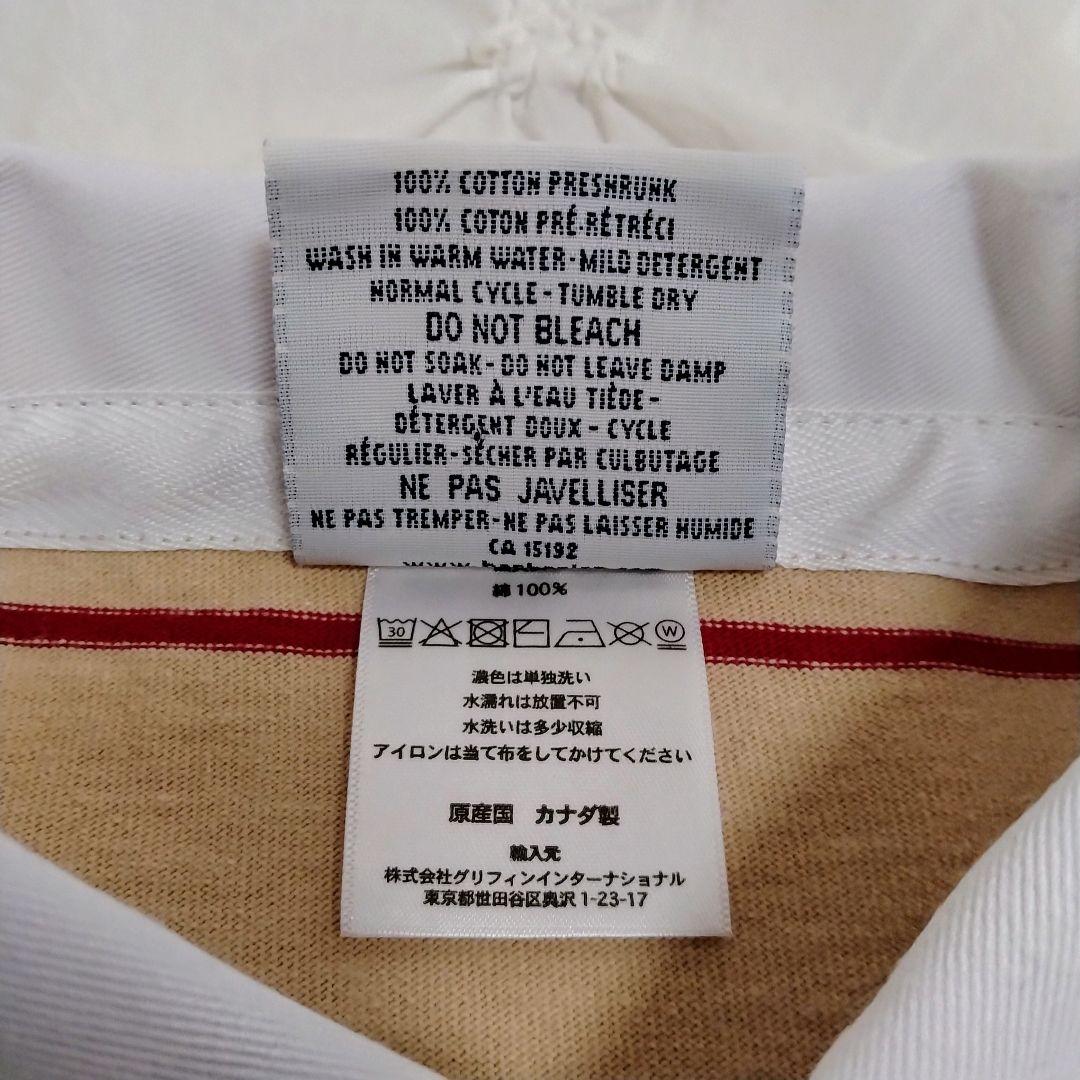 100% COTTON PRESHRUNK
100% COTON PRÉ-RÉTRÉCI
WASH IN WARM WATER-MILD DETERGENT
NORMAL CYCLE-TUMBLE DRY
DO NOT BLEACH
DO NOT SOAK-DO NOT LEAVE DAMP
LAVER À L'EAU TIÈDE-
DÉTERGENT DOUX-CYCLE
RÉGULIER-SÉCHER PAR CULBUTAGE
NE PAS JAVELLISER
NE PAS TREMPER-NE PAS LAISSER HUMIDE
CA 15192
綿100%
30 W
濃色は単独洗い
水濡れは放置不可
水洗いは多少収縮
アイロンは当て布をしてかけてください
原産国 カナダ製
輸入元
株式会社グリフィンインターナショナル
東京都世田谷区奥沢1-23-17